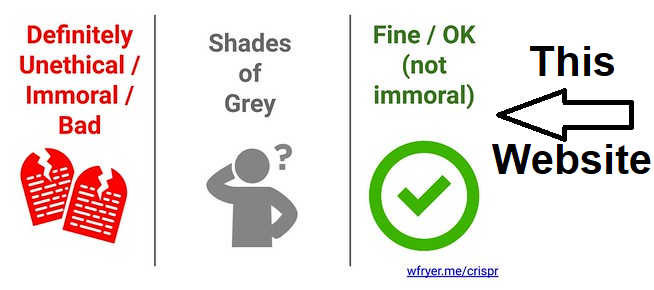 Definitely
Unethical /
Immoral /
Bad
Shades
of
Grey
?
Fine / OK
(not
immoral)
This
Website
wfryer.me/crispr